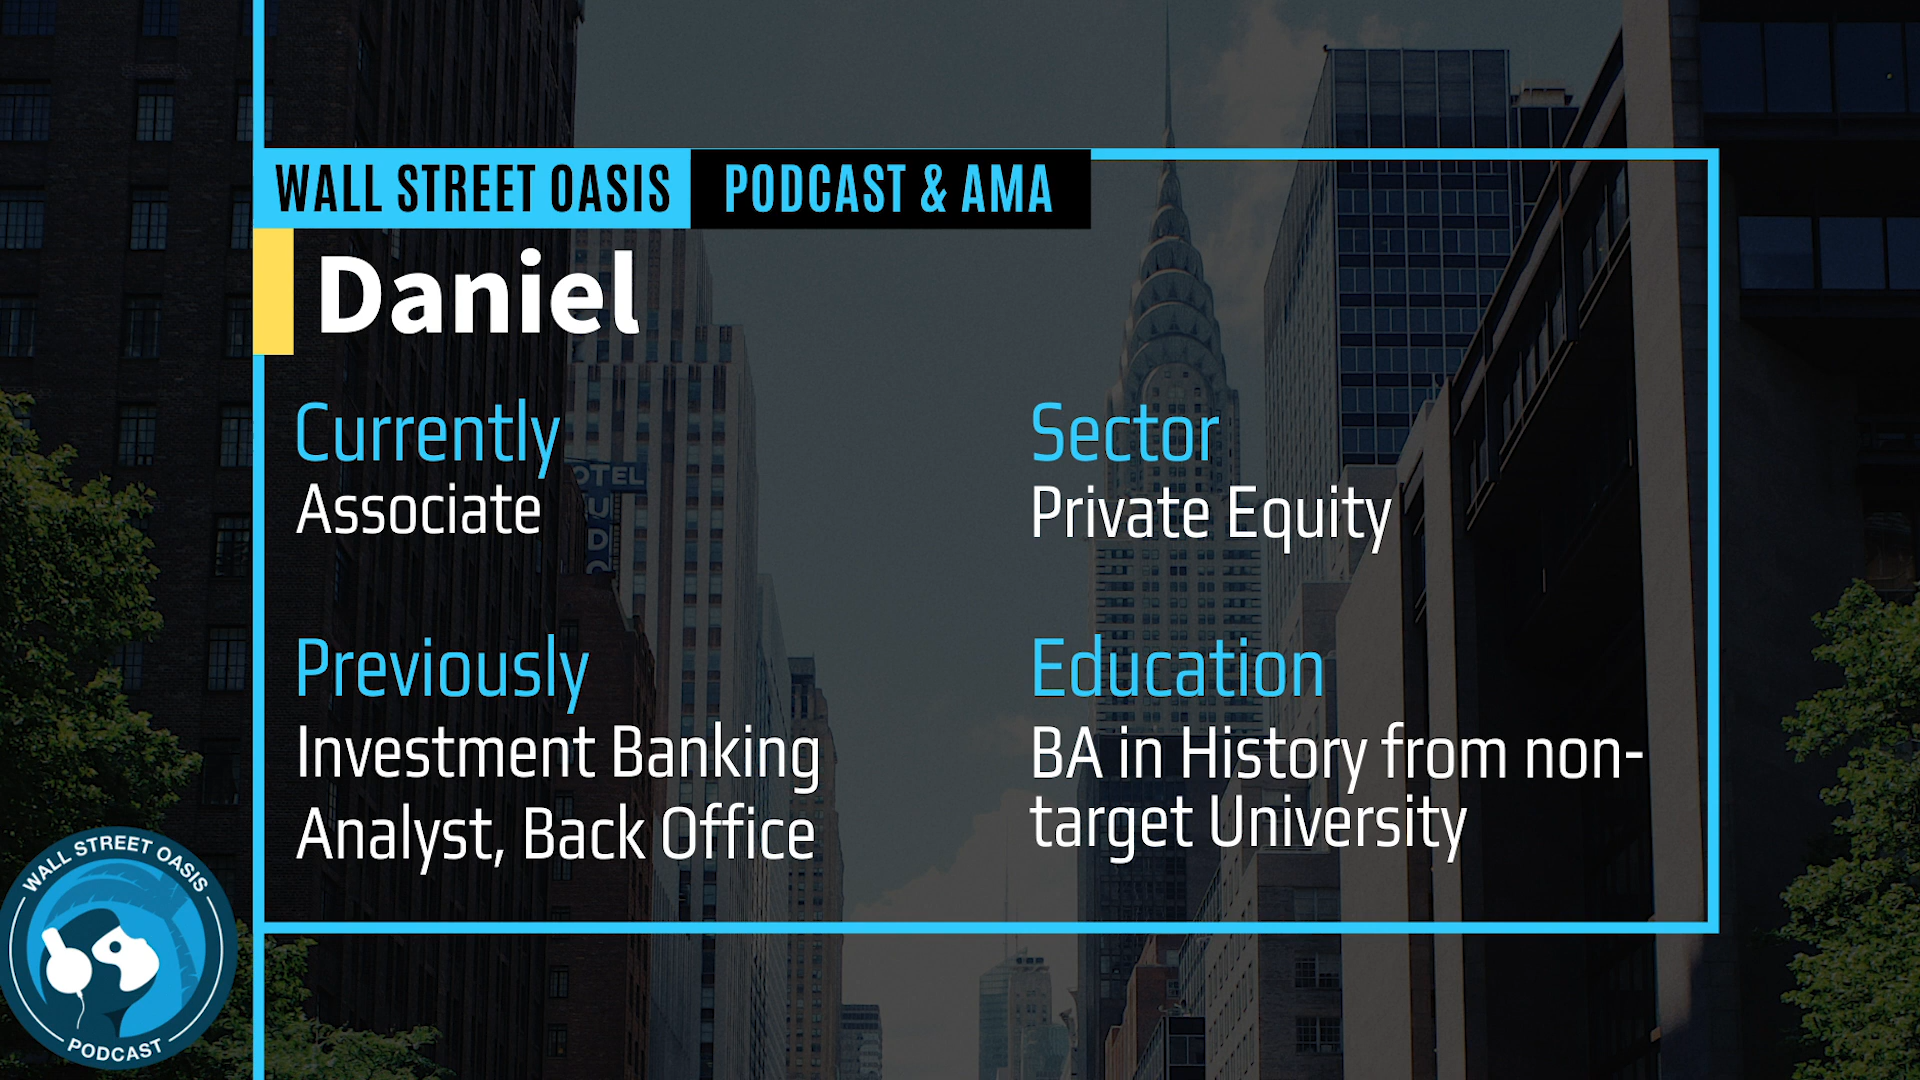 WALL STREET OASIS PODCAST & AMA
Daniel
Currently
Associate
Sector
Private Equity
Previously
Investment Banking
Analyst, Back Office
Education
BA in History from non-
target University
OTEL
WALL STREET OASIS
PODCAST